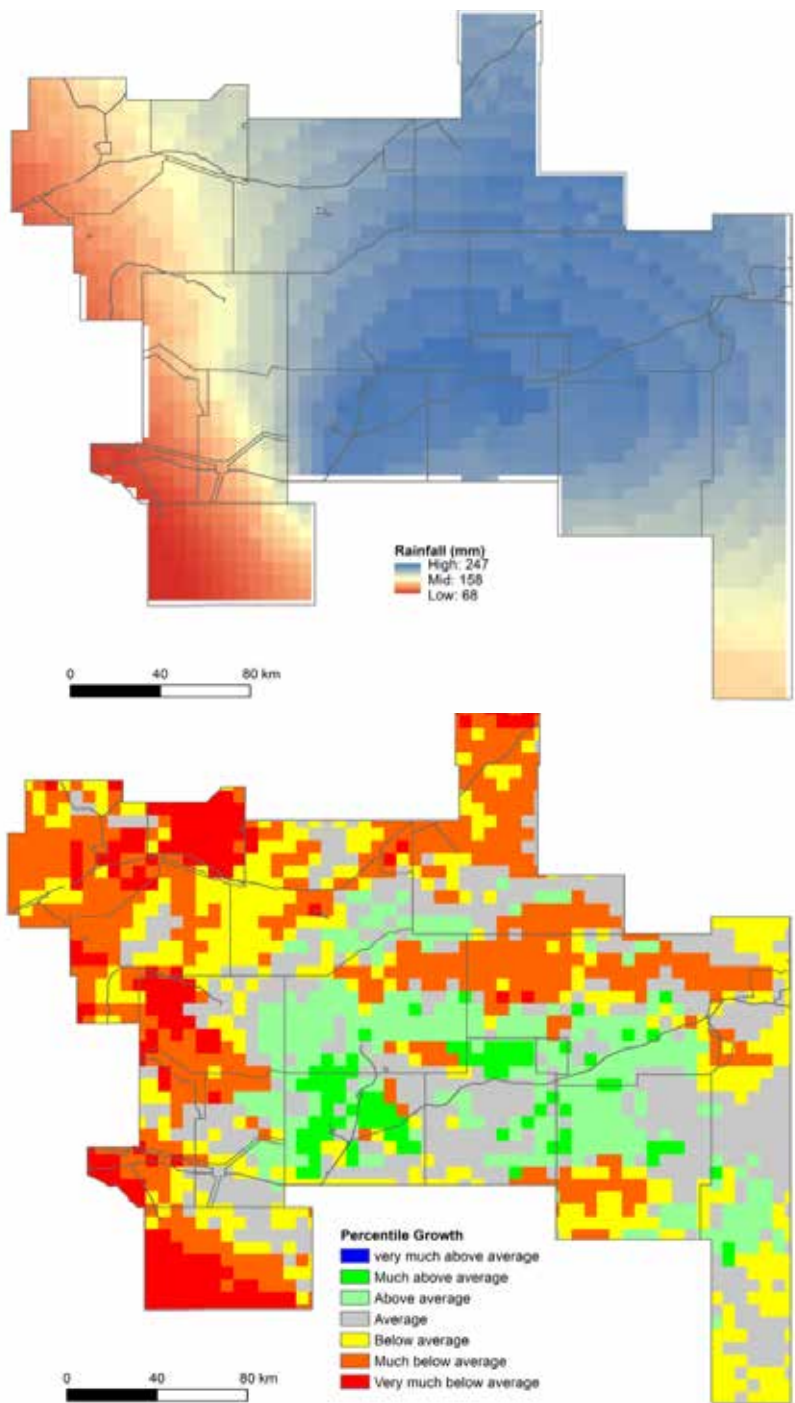 Rainfall (mm)
High: 247
Mid: 158
Low: 68
0 40 80 km
Percentile Growth
very much above average
Much above average
Above average
Average
Below average
Much below average
Very much below average
0 40 80 km